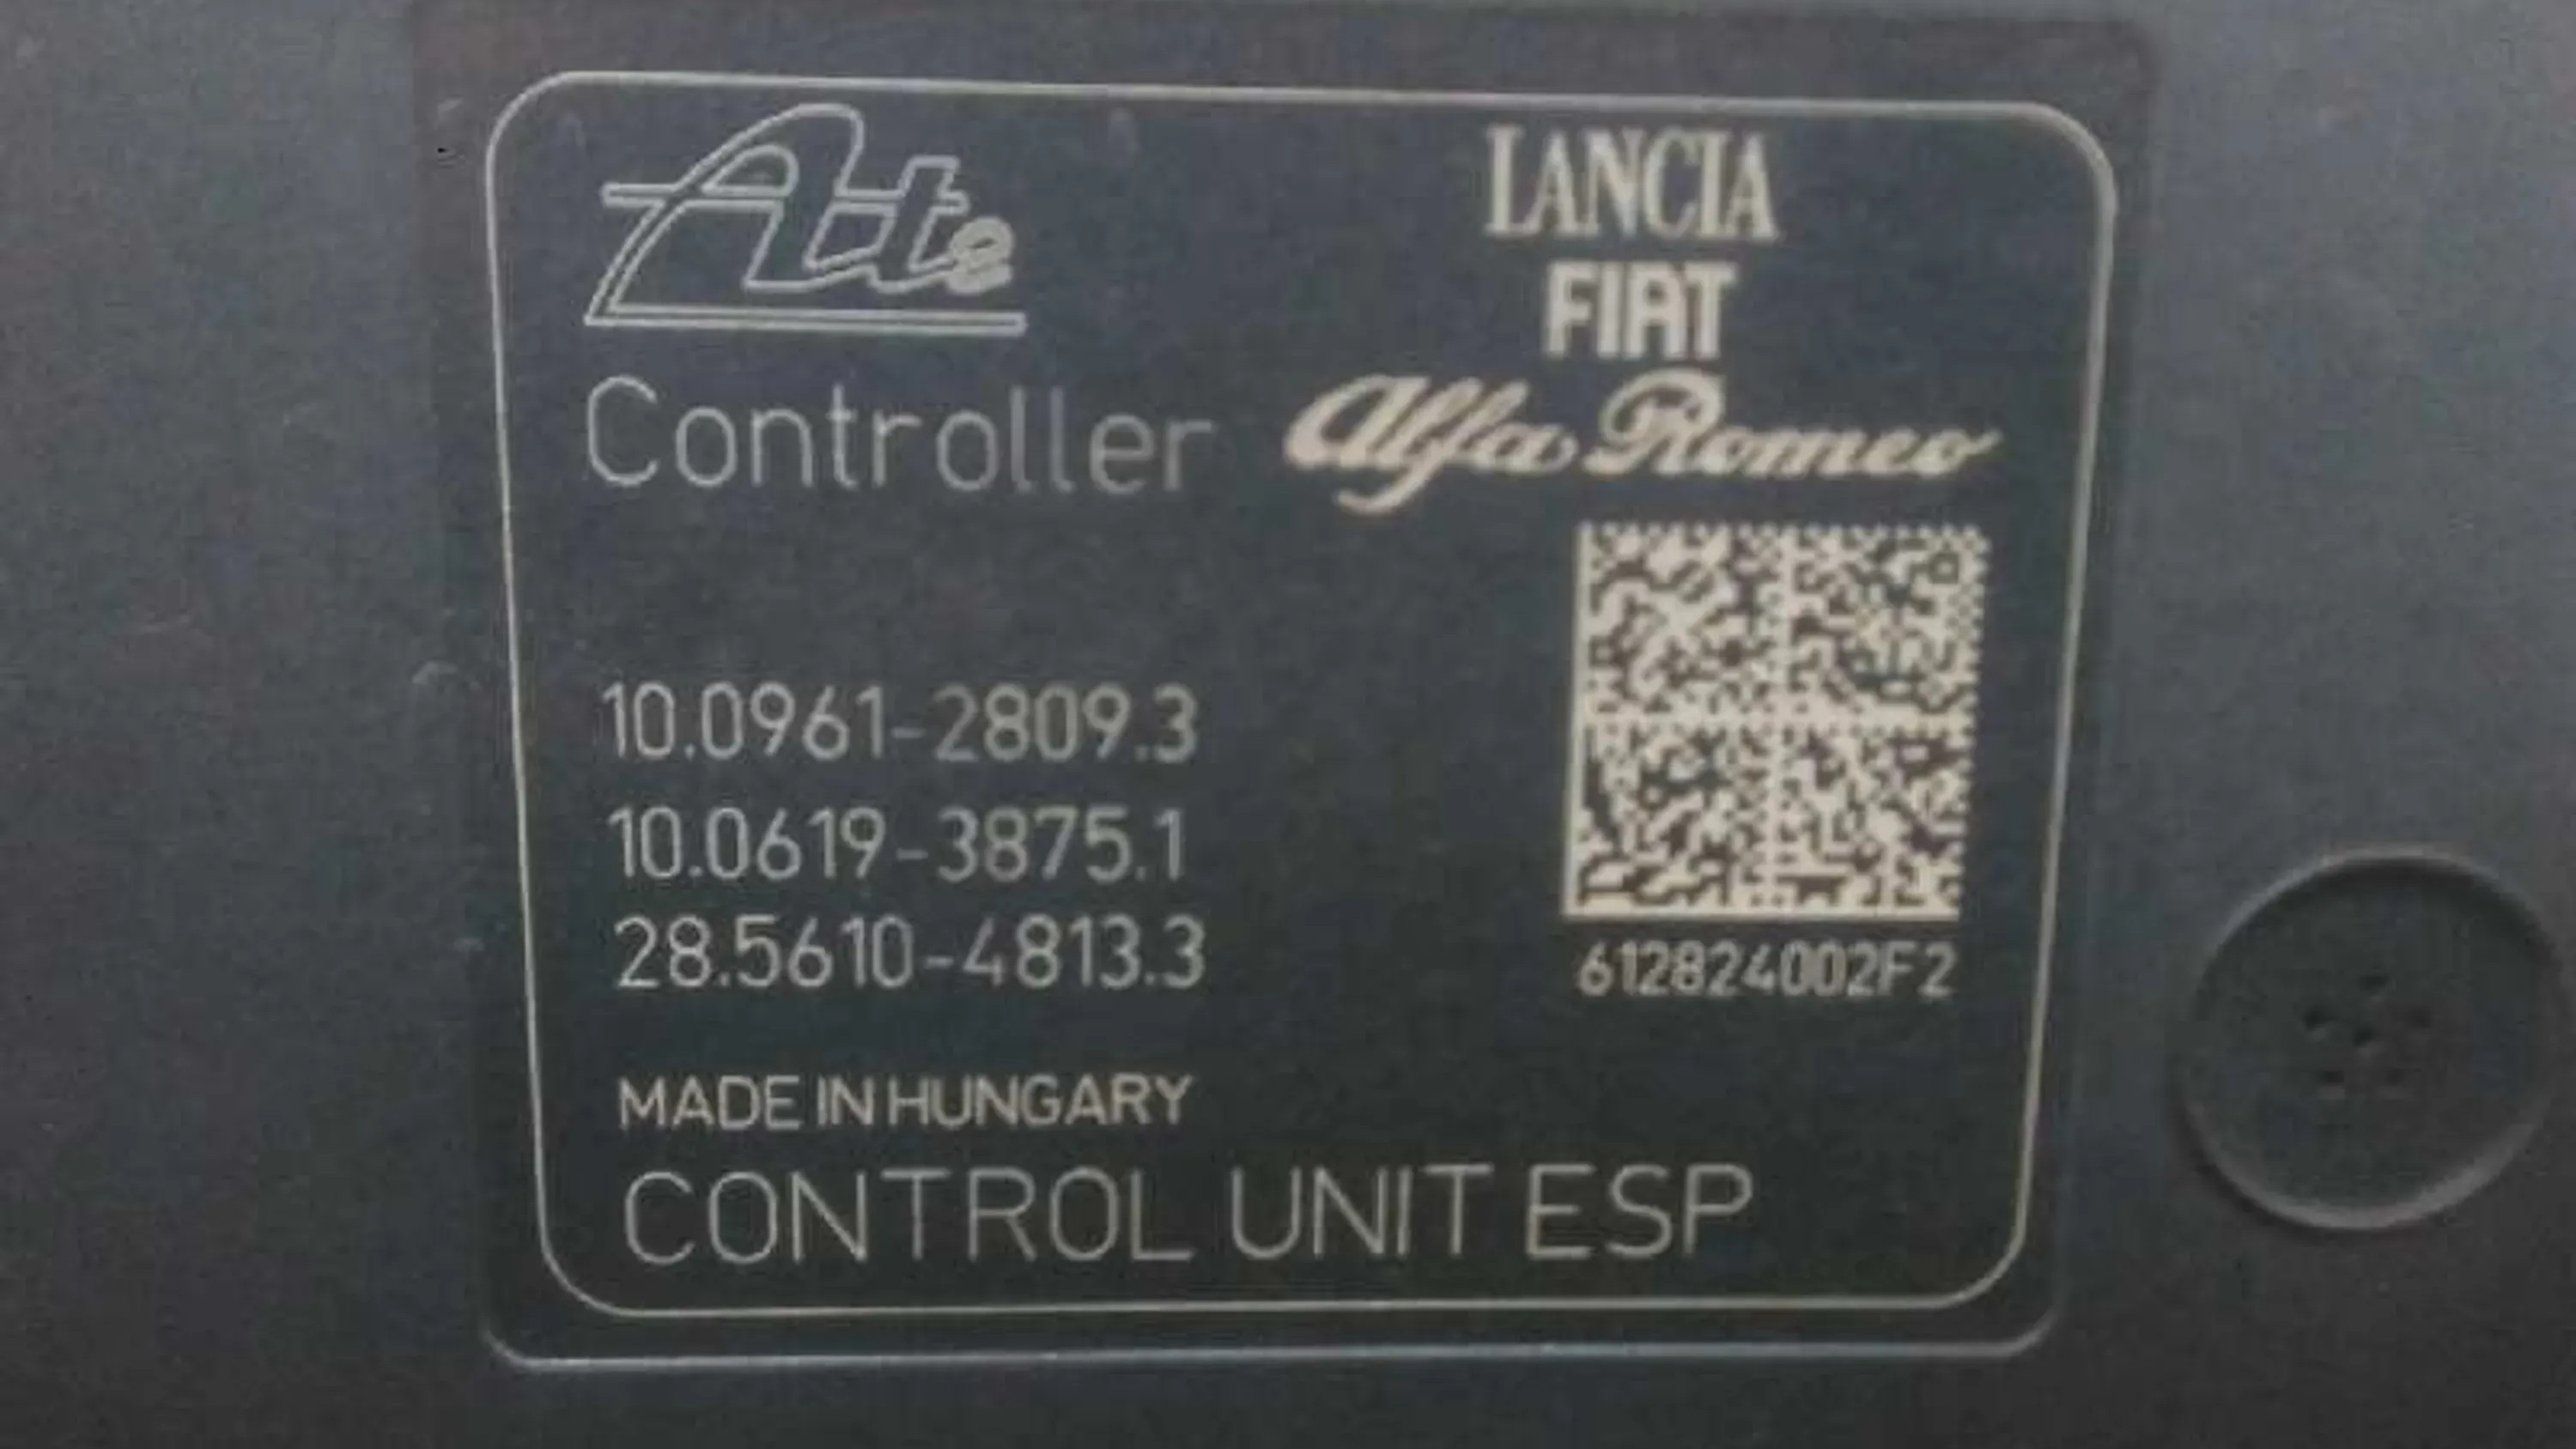 Ate
LANCIA
FIAT
Alfa Romeo
Controller
10.0961-2809.3
10.0619-3875.1
28.5610-4813.3
612824002F2
MADE IN HUNGARY
CONTROL UNIT ESP